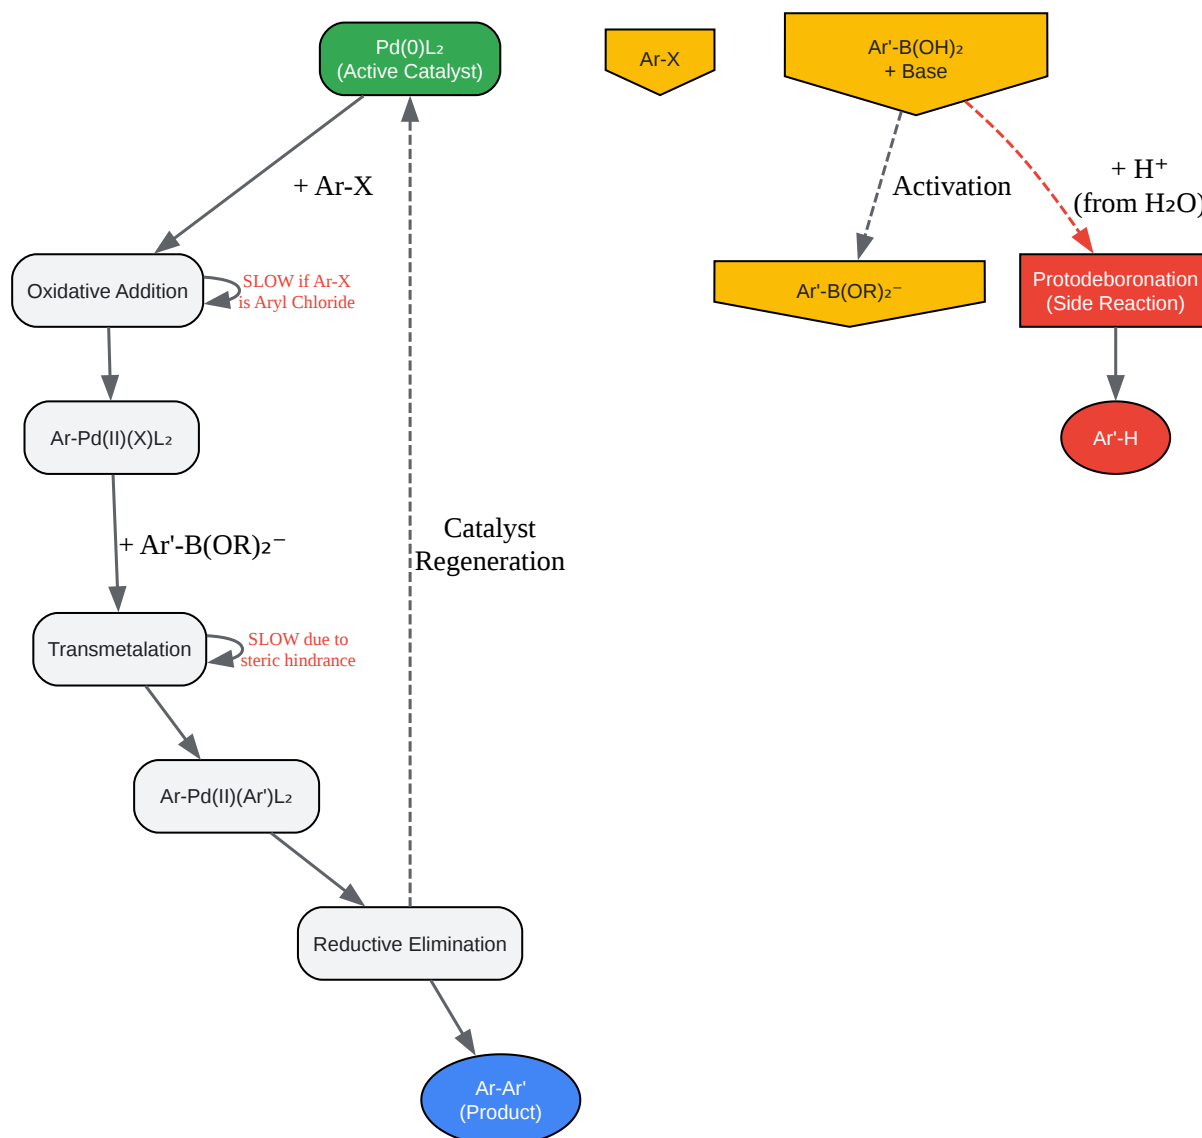 Pd(0)L₂
(Active Catalyst)
Ar-X
Ar'-B(OH)₂
+ Base
+ Ar-X
Activation
+ H⁺
(from H₂O)
Oxidative Addition
SLOW if Ar-X
is Aryl Chloride
Ar'-B(OR)₂⁻
Protodeboronation
(Side Reaction)
Ar-Pd(II)(X)L₂
Ar'-H
+ Ar'-B(OR)₂⁻
Catalyst
Regeneration
Transmetalation
SLOW due to
steric hindrance
Ar-Pd(II)(Ar')L₂
Reductive Elimination
Ar-Ar'
(Product)